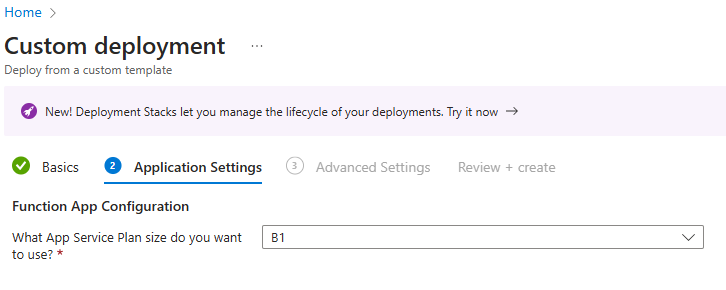 Home >
Custom deployment ...
Deploy from a custom template
New! Deployment Stacks let you manage the lifecycle of your deployments. Try it now →
Basics 2 Application Settings 3 Advanced Settings Review + create
Function App Configuration
What App Service Plan size do you want
to use? *
B1